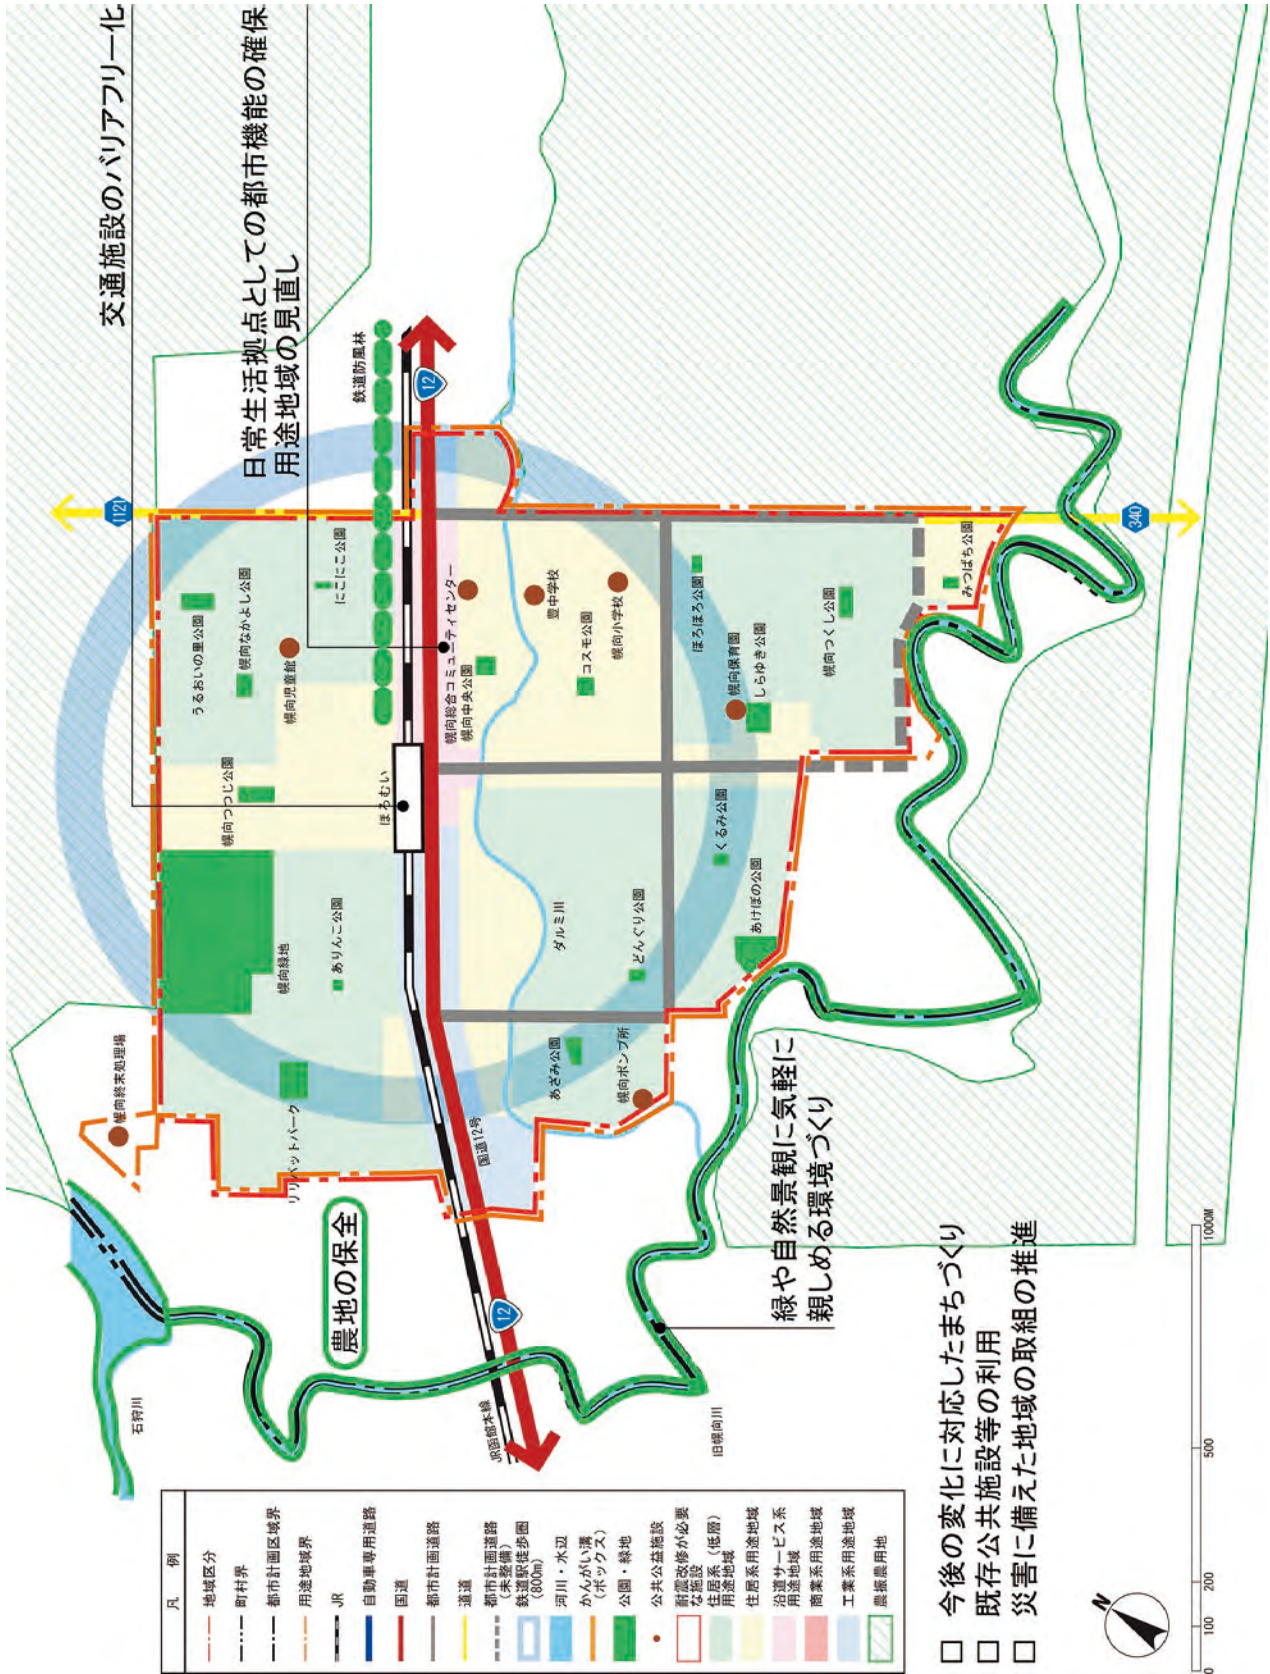 交通施設のバリアフリー化
日常生活拠点としての都市機能の確保
用途地域の見直し
鉄道防風林
12
1121
340
うるおいの里公園
幌向なかよし公園
にこにこ公園
幌向児童館
幌向つつじ公園
ほろむい
幌向総合コミュニティセンター
幌向中央公園
豊中学校
コスモ公園
幌向小学校
ほろほろ公園
幌向保育園
しらゆき公園
幌向つくし公園
みつばち公園
幌向緑地
ありんこ公園
ダルミ川
どんぐり公園
くるみ公園
あけぼの公園
幌向終末処理場
リリパットパーク
国道12号
あざみ公園
幌向ポンプ所
農地の保全
緑や自然景観に気軽に
親しめる環境づくり
石狩川
12
JR函館本線
旧幌向川
凡 例
地域区分
町村界
都市計画区域界
用途地域界
JR
自動車専用道路
国道
都市計画道路
道道
都市計画道路
(未整備)
鉄道駅徒歩圏
(800m)
河川・水辺
かんがい溝
(ボックス)
公園・緑地
公共公益施設
耐震改修が必要
な施設
住居系(低層)
用途地域
住居系用途地域
沿道サービス系
用途地域
商業系用途地域
工業系用途地域
農振農用地
□ 今後の変化に対応したまちづくり
□ 既存公共施設等の利用
□ 災害に備えた地域の取組の推進
N
0 100 200 500 1000M